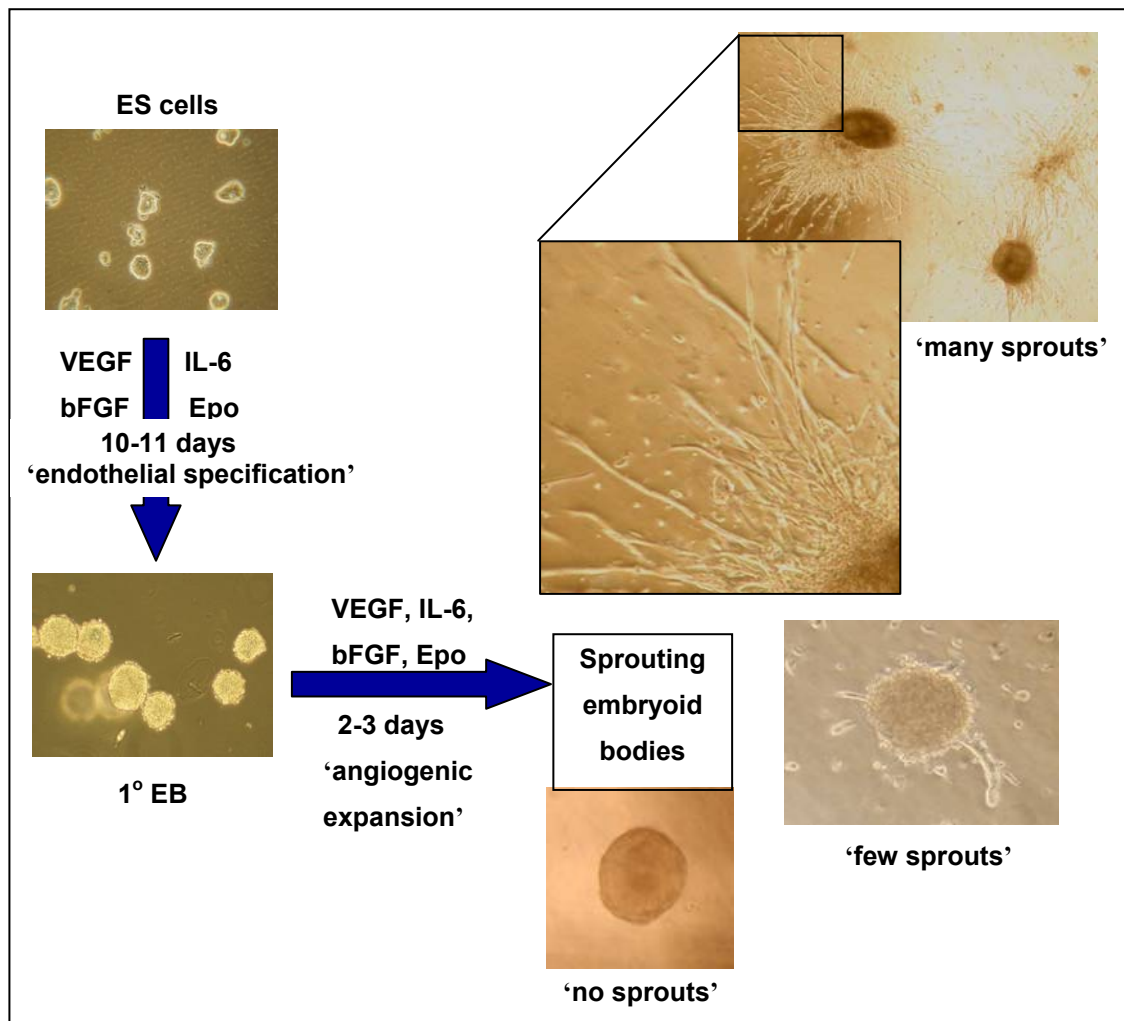 ES cells
VEGF IL-6
bFGF Epo
10-11 days
‘endothelial specification’
1º EB
VEGF, IL-6,
bFGF, Epo
2-3 days
‘angiogenic
expansion’
Sprouting
embryoid
bodies
‘many sprouts’
‘few sprouts’
‘no sprouts’